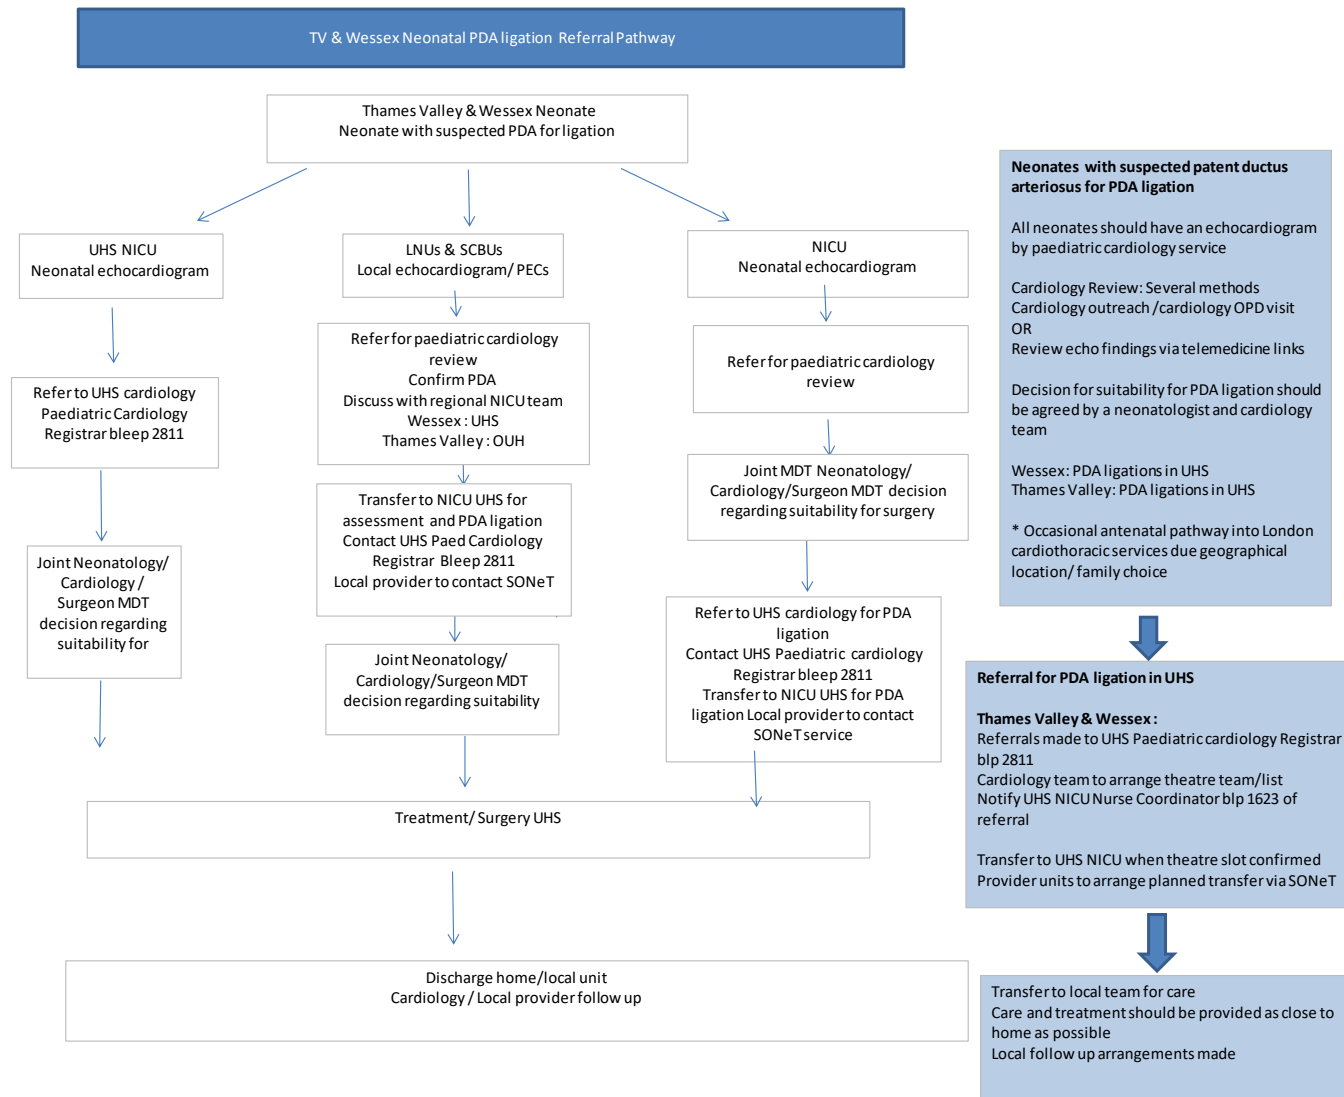 TV & Wessex Neonatal PDA ligation Referral Pathway
Thames Valley & Wessex Neonate
Neonate with suspected PDA for ligation
UHS NICU
Neonatal echocardiogram
Refer to UHS cardiology
Paediatric Cardiology
Registrar bleep 2811
Joint Neonatology/
Cardiology /
Surgeon MDT
decision regarding
suitability for
LNUs & SCBUs
Local echocardiogram/ PECs
Refer for paediatric cardiology
review
Confirm PDA
Discuss with regional NICU team
Wessex : UHS
Thames Valley : OUH
Transfer to NICU UHS for
assessment and PDA ligation
Contact UHS Paed Cardiology
Registrar Bleep 2811
Local provider to contact SONeT
Joint Neonatology/
Cardiology/Surgeon MDT
decision regarding suitability
NICU
Neonatal echocardiogram
Refer for paediatric cardiology
review
Joint MDT Neonatology/
Cardiology/Surgeon MDT decision
regarding suitability for surgery
Refer to UHS cardiology for PDA
ligation
Contact UHS Paediatric cardiology
Registrar bleep 2811
Transfer to NICU UHS for PDA
ligation Local provider to contact
SONeT service
Treatment/ Surgery UHS
Discharge home/local unit
Cardiology / Local provider follow up
Neonates with suspected patent ductus
arteriosus for PDA ligation
All neonates should have an echocardiogram
by paediatric cardiology service
Cardiology Review: Several methods
Cardiology outreach /cardiology OPD visit
OR
Review echo findings via telemedicine links
Decision for suitability for PDA ligation should
be agreed by a neonatologist and cardiology
team
Wessex: PDA ligations in UHS
Thames Valley: PDA ligations in UHS
* Occasional antenatal pathway into London
cardiothoracic services due geographical
location/ family choice
Referral for PDA ligation in UHS
Thames Valley & Wessex :
Referrals made to UHS Paediatric cardiology Registrar
blp 2811
Cardiology team to arrange theatre team/list
Notify UHS NICU Nurse Coordinator blp 1623 of
referral
Transfer to UHS NICU when theatre slot confirmed
Provider units to arrange planned transfer via SONeT
Transfer to local team for care
Care and treatment should be provided as close to
home as possible
Local follow up arrangements made